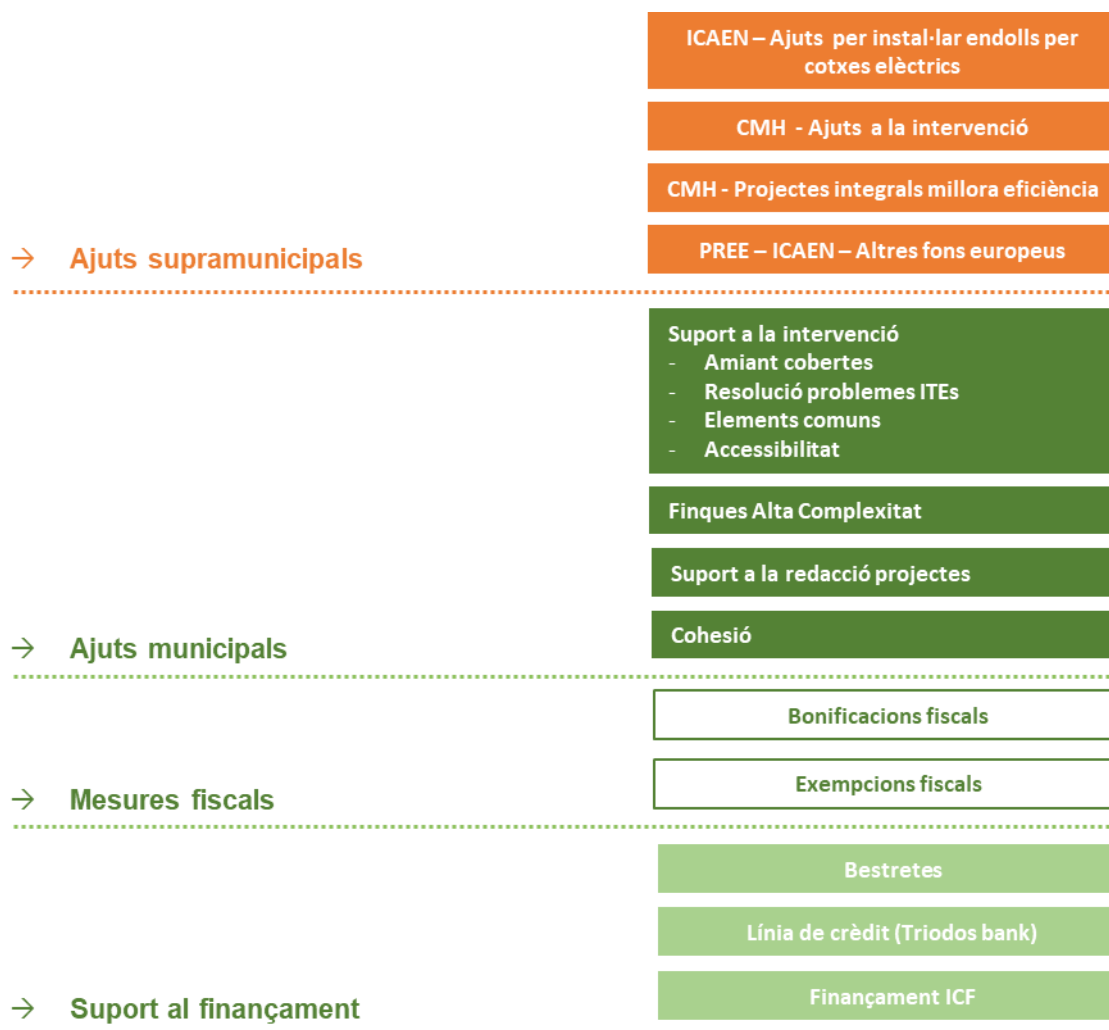 ICAEN – Ajuts per instal·lar endolls per
cotxes elèctrics
CMH - Ajuts a la intervenció
CMH - Projectes integrals millora eficiència
PREE – ICAEN – Altres fons europeus
→ Ajuts supramunicipals
Suport a la intervenció
- Amiant cobertes
- Resolució problemes ITEs
- Elements comuns
- Accessibilitat
Finques Alta Complexitat
Suport a la redacció projectes
Cohesió
→ Ajuts municipals
Bonificacions fiscals
Exempcions fiscals
→ Mesures fiscals
Bestretes
Línia de crèdit (Triodos bank)
Finançament ICF
→ Suport al finançament